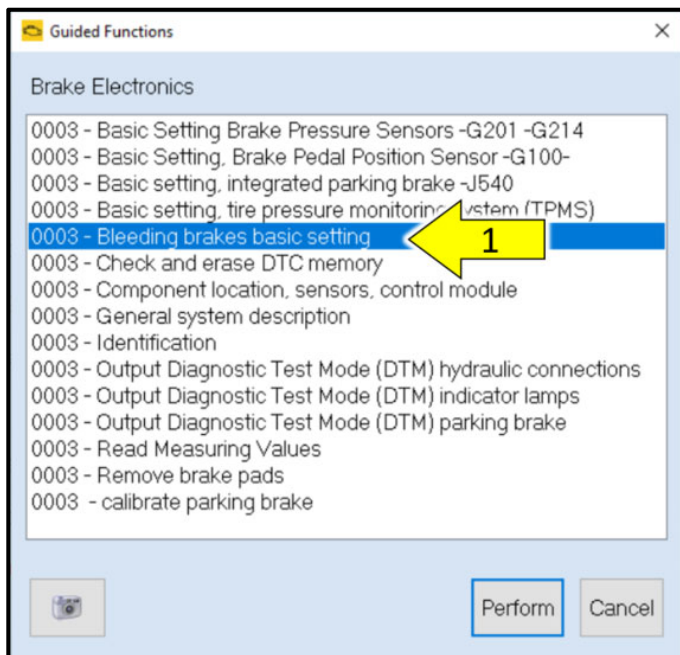 Guided Functions
Brake Electronics
0003 - Basic Setting Brake Pressure Sensors -G201 -G214
0003 - Basic Setting, Brake Pedal Position Sensor -G100-
0003 - Basic setting, integrated parking brake -J540
0003 - Basic setting, tire pressure monitoring system (TPMS)
0003 - Bleeding brakes basic setting
1
0003 - Check and erase DTC memory
0003 - Component location, sensors, control module
0003 - General system description
0003 - Identification
0003 - Output Diagnostic Test Mode (DTM) hydraulic connections
0003 - Output Diagnostic Test Mode (DTM) indicator lamps
0003 - Output Diagnostic Test Mode (DTM) parking brake
0003 - Read Measuring Values
0003 - Remove brake pads
0003 - calibrate parking brake
Perform
Cancel